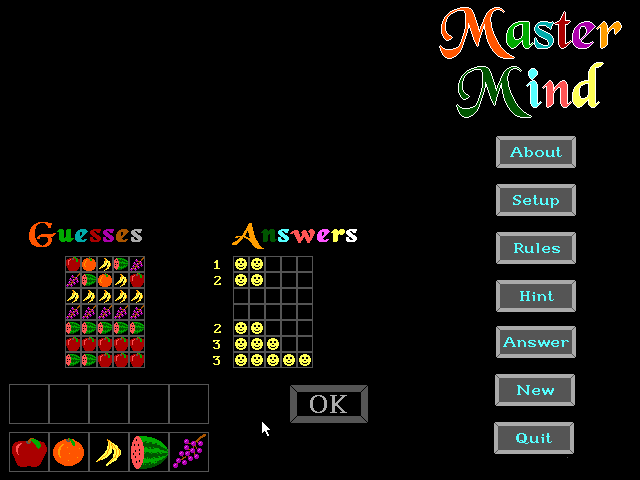 Master
Mind
About
Setup
Rules
Guesses
Answers
1
2
Hint
2
3
3
Answer
New
OK
Quit